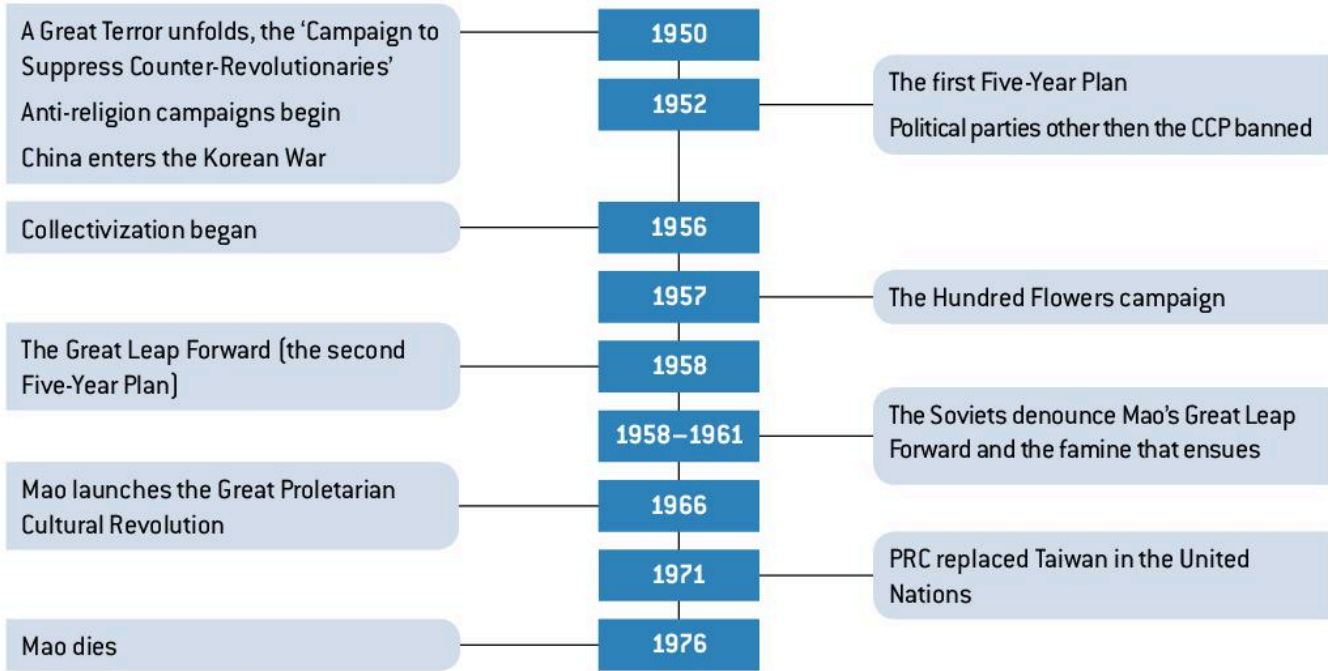 A Great Terror unfolds, the ‘Campaign to
Suppress Counter-Revolutionaries’
Anti-religion campaigns begin
China enters the Korean War
1950
1952
The first Five-Year Plan
Political parties other then the CCP banned
Collectivization began
1956
1957
The Hundred Flowers campaign
The Great Leap Forward (the second
Five-Year Plan)
1958
1958–1961
The Soviets denounce Mao’s Great Leap
Forward and the famine that ensues
Mao launches the Great Proletarian
Cultural Revolution
1966
1971
PRC replaced Taiwan in the United
Nations
Mao dies
1976